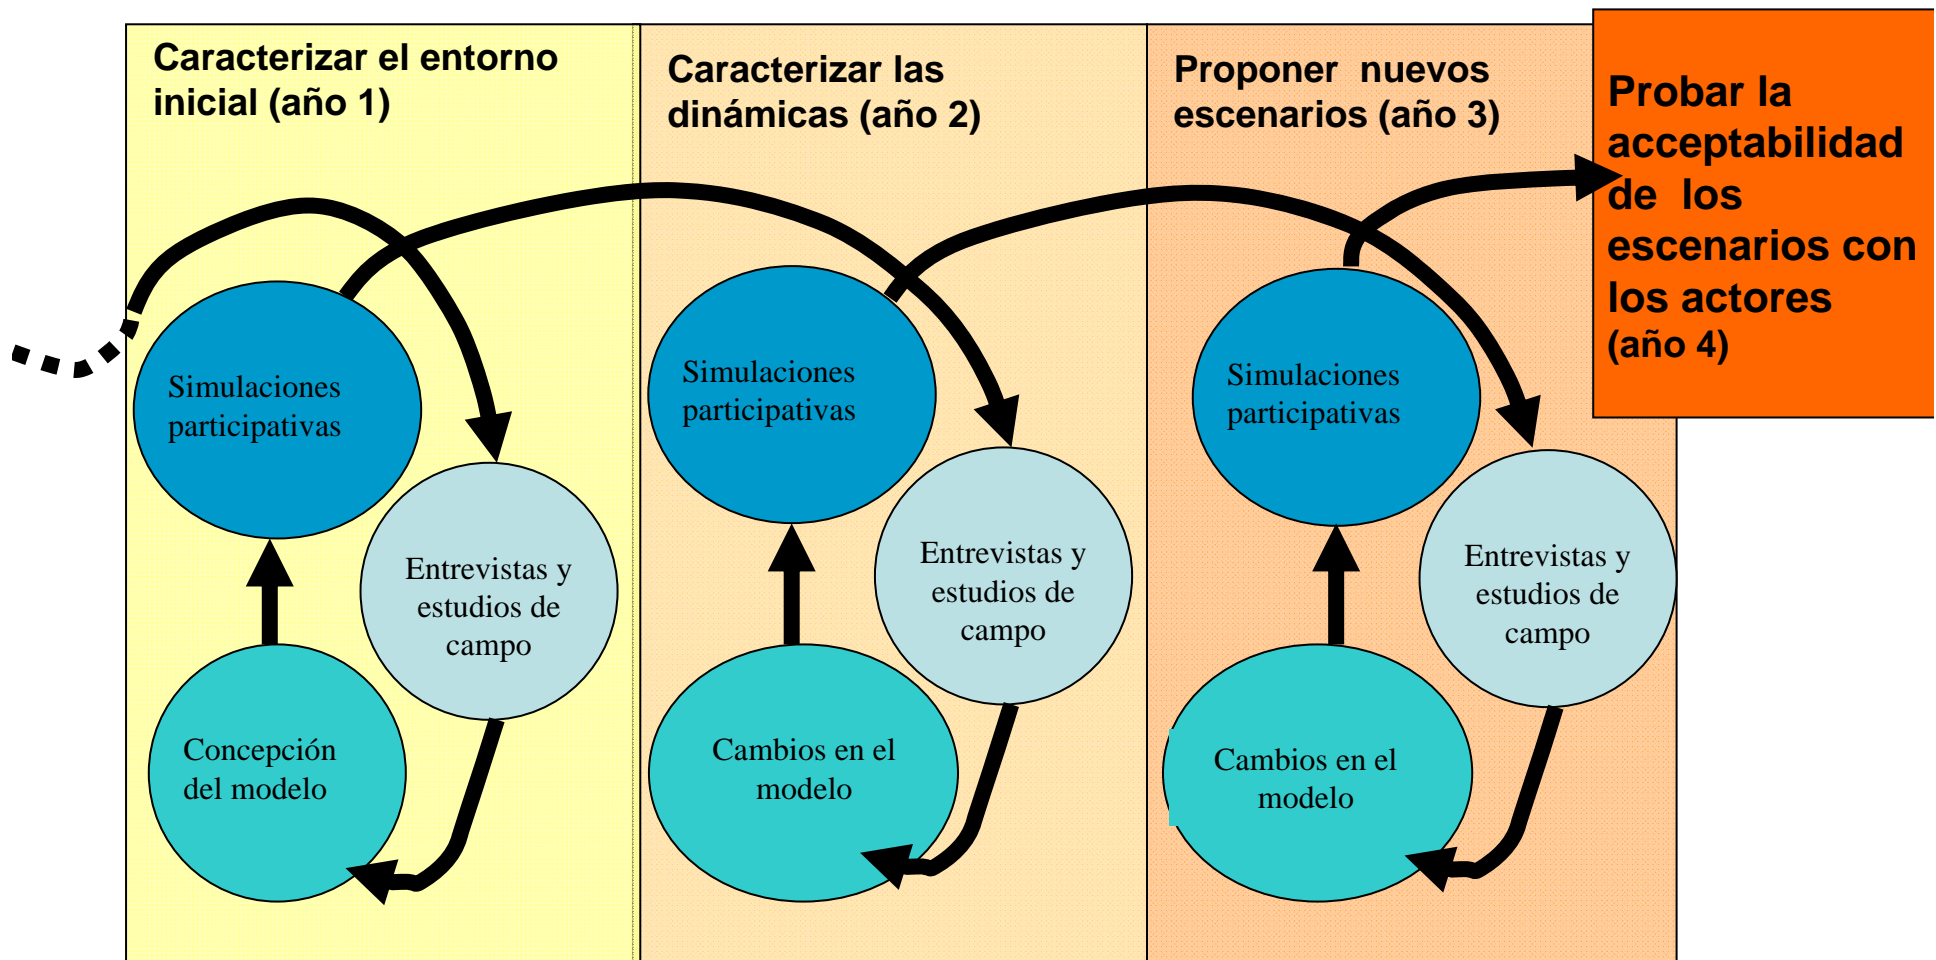 Caracterizar el entorno
inicial (año 1)
Simulaciones
participativas
Entrevistas y
estudios de
campo
Concepción
del modelo
Caracterizar las
dinámicas (año 2)
Simulaciones
participativas
Entrevistas y
estudios de
campo
Cambios en el
modelo
Proponer nuevos
escenarios (año 3)
Simulaciones
participativas
Entrevistas y
estudios de
campo
Cambios en el
modelo
Probar la
acceptabilidad
de los
escenarios con
los actores
(año 4)